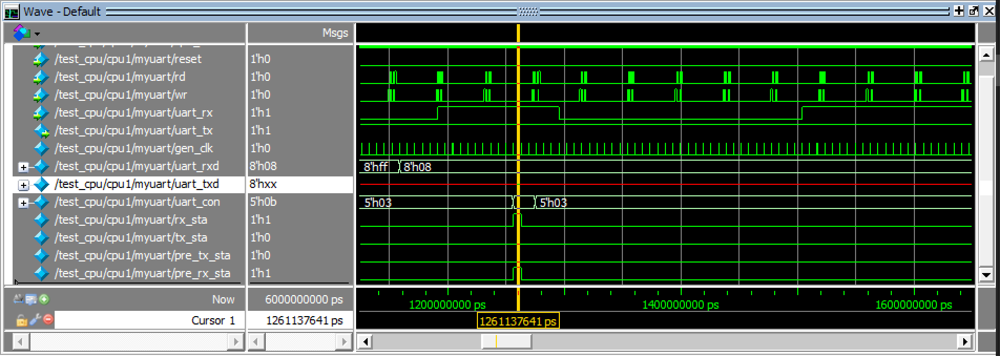 Wave - Default
Msgs
/test_cpu/cpu1/myuart/reset 1'h0
/test_cpu/cpu1/myuart/rd 1'h0
/test_cpu/cpu1/myuart/wr 1'h0
/test_cpu/cpu1/myuart/uart_rx 1'h1
/test_cpu/cpu1/myuart/uart_tx 1'h1
/test_cpu/cpu1/myuart/gen_clk 1'h0
/test_cpu/cpu1/myuart/uart_rxd 8'h08 8'hff 8'h08
/test_cpu/cpu1/myuart/uart_txd 8'hxx
/test_cpu/cpu1/myuart/uart_con 5'h0b 5'h03 5'h03
/test_cpu/cpu1/myuart/rx_sta 1'h1
/test_cpu/cpu1/myuart/tx_sta 1'h0
/test_cpu/cpu1/myuart/pre_tx_sta 1'h0
/test_cpu/cpu1/myuart/pre_rx_sta 1'h1
Now 6000000000 ps 1200000000 ps 1400000000 ps 1600000000 ps
Cursor 1 1261137641 ps 1261137641 ps